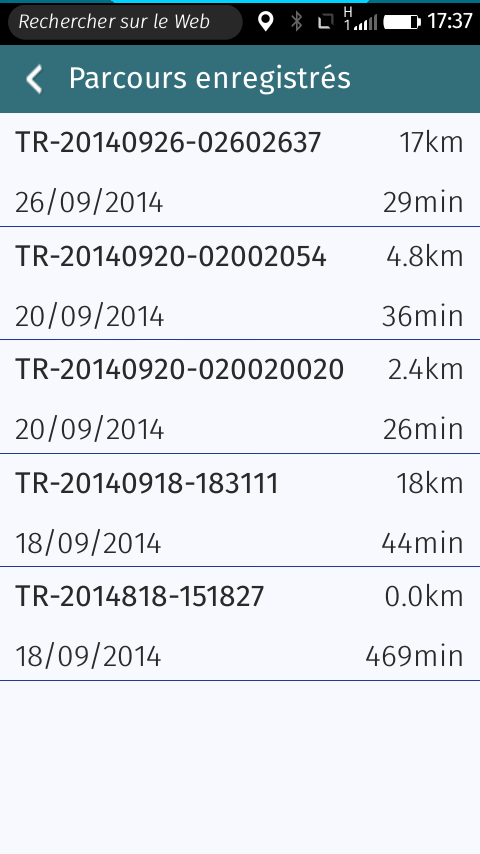 Rechercher sur le Web H 1 17:37
Parcours enregistrés
TR-20140926-02602637 17km
26/09/2014 29min
TR-20140920-02002054 4.8km
20/09/2014 36min
TR-20140920-020020020 2.4km
20/09/2014 26min
TR-20140918-183111 18km
18/09/2014 44min
TR-2014818-151827 0.0km
18/09/2014 469min